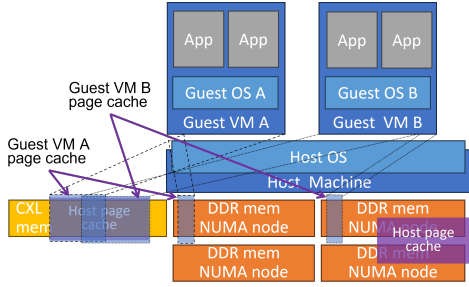 App App
App App
Guest OS A
Guest VM A
Guest OS B
Guest VM B
Guest VM B
page cache
Guest VM A
page cache
Host OS
Host Machine
CXL
mem
Host page
cache
DDR mem
NUMA node
DDR mem
NUMA node
Host page
cache
DDR mem
NUMA node
DDR mem
NUMA node